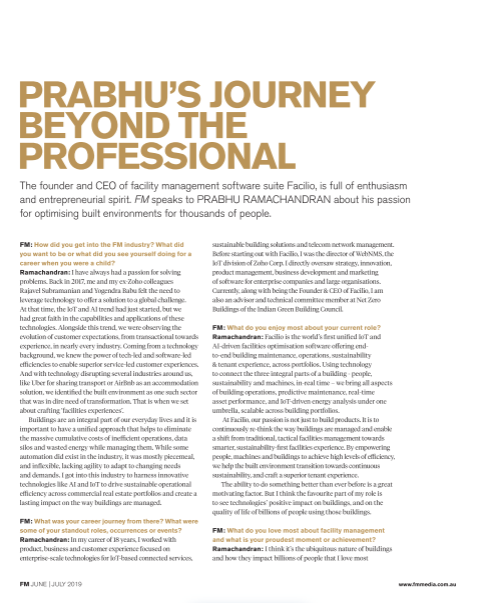 PRABHU'S JOURNEY
BEYOND THE
PROFESSIONAL
The founder and CEO of facility management software suite Facilio, is full of enthusiasm
and entrepreneurial spirit. FM speaks to PRABHU RAMACHANDRAN about his passion
for optimising built environments for thousands of people.
FM: How did you get into the FM industry? What did
you want to be or what did you see yourself doing for a
career when you were a child?
Ramachandran: I have always had a passion for solving
problems. Back in 2017, me and my ex-Zoho colleagues
Rajavel Subramanian and Yogendra Babu felt the need to
leverage technology to offer a solution to a global challenge.
At that time, the IoT and AI trend had just started, but we
had great faith in the capabilities and applications of these
technologies. Alongside this trend, we were observing the
evolution of customer expectations, from transactional towards
experience, in nearly every industry. Coming from a technology
background, we knew the power of tech-led and software-led
efficiencies to enable superior service-led customer experiences.
And with technology disrupting several industries around us,
like Uber for sharing transport or Airbnb as an accommodation
solution, we identified the built environment as one such sector
that was in dire need of transformation. That is when we set
about crafting 'facilities experiences'.
Buildings are an integral part of our everyday lives and it is
important to have a unified approach that helps to eliminate
the massive cumulative costs of inefficient operations, data
silos and wasted energy while managing them. While some
automation did exist in the industry, it was mostly piecemeal,
and inflexible, lacking agility to adapt to changing needs
and demands. I got into this industry to harness innovative
technologies like AI and IoT to drive sustainable operational
efficiency across commercial real estate portfolios and create a
lasting impact on the way buildings are managed.
FM: What was your career journey from there? What were
some of your standout roles, occurrences or events?
Ramachandran: In my career of 18 years, I worked with
product, business and customer experience focused on
enterprise-scale technologies for IoT-based connected services,
sustainable building solutions and telecom network management.
Before starting out with Facilio, I was the director of WebNMS, the
IoT division of Zoho Corp. I directly oversaw strategy, innovation,
product management, business development and marketing
of software for enterprise companies and large organisations.
Currently, along with being the Founder & CEO of Facilio, I am
also an advisor and technical committee member at Net Zero
Buildings of the Indian Green Building Council.
FM: What do you enjoy most about your current role?
Ramachandran: Facilio is the world's first unified IoT and
AI-driven facilities optimisation software offering end-
to-end building maintenance, operations, sustainability
& tenant experience, across portfolios. Using technology
to connect the three integral parts of a building - people,
sustainability and machines, in-real time – we bring all aspects
of building operations, predictive maintenance, real-time
asset performance, and IoT-driven energy analysis under one
umbrella, scalable across building portfolios.
At Facilio, our passion is not just to build products. It is to
continuously re-think the way buildings are managed and enable
a shift from traditional, tactical facilities management towards
smarter, sustainability-first facilities experience. By empowering
people, machines and buildings to achieve high levels of efficiency,
we help the built environment transition towards continuous
sustainability, and craft a superior tenant experience.
The ability to do something better than ever before is a great
motivating factor. But I think the favourite part of my role is
to see technologies' positive impact on buildings, and on the
quality of life of billions of people using those buildings.
FM: What do you love most about facility management
and what is your proudest moment or achievement?
Ramachandran: I think it's the ubiquitous nature of buildings
and how they impact billions of people that I love most
FM JUNE | JULY 2019
www.fmmedia.com.au